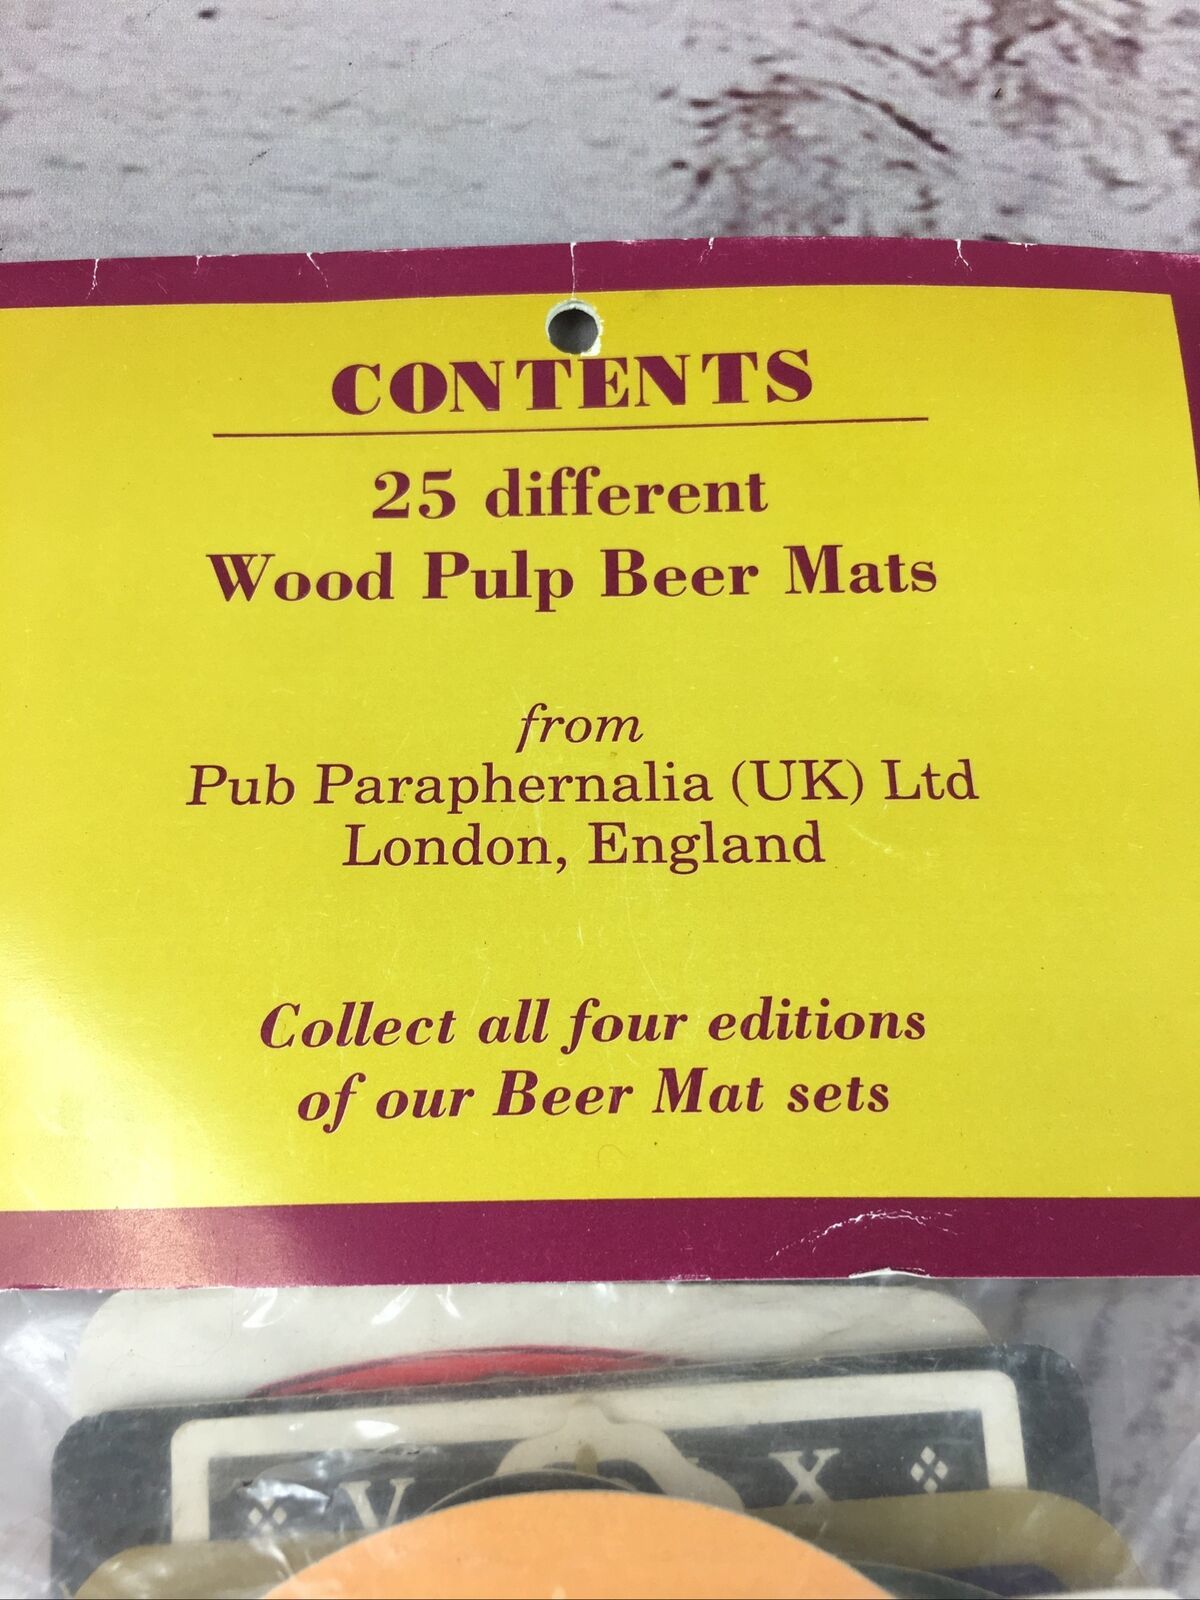 CONTENTS
25 different
Wood Pulp Beer Mats
from
Pub Paraphernalia (UK) Ltd
London, England
Collect all four editions
of our Beer Mat sets